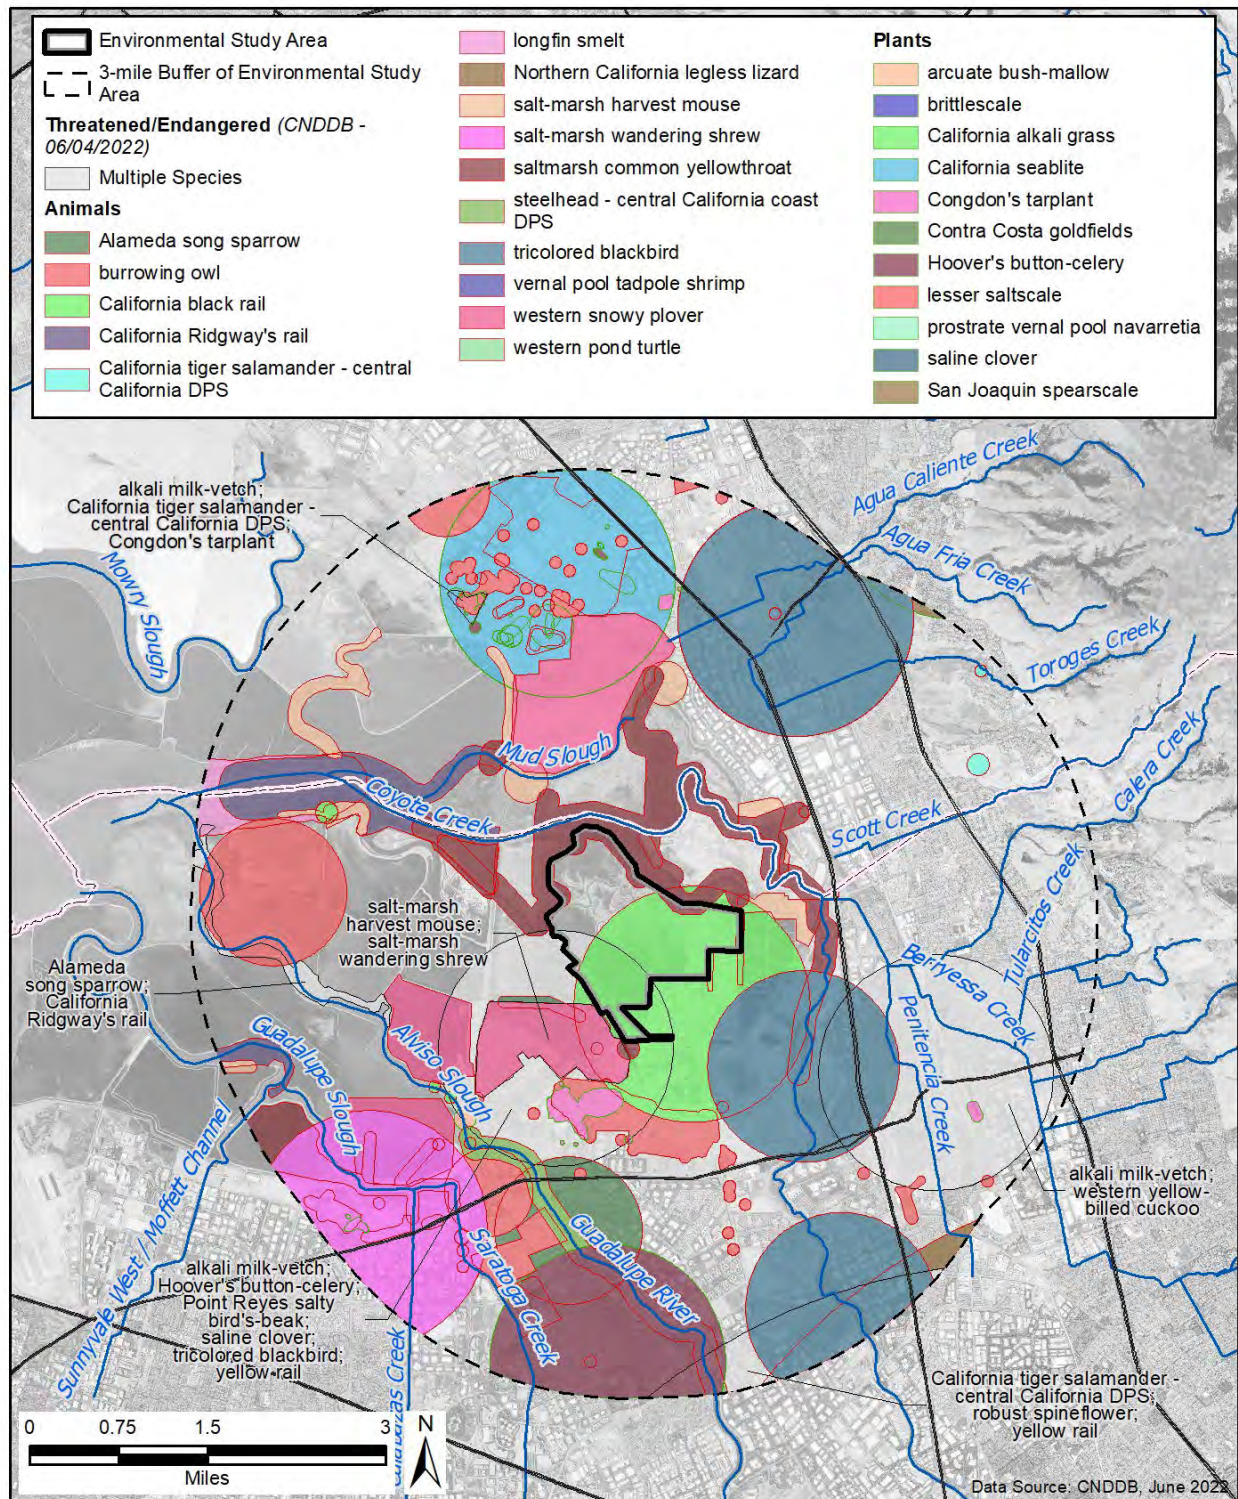 Environmental Study Area
3-mile Buffer of Environmental Study
Area
Threatened/Endangered (CNDDB -
06/04/2022)
Multiple Species
Animals
Alameda song sparrow
burrowing owl
California black rail
California Ridgway's rail
California tiger salamander - central
California DPS
longfin smelt
Northern California legless lizard
salt-marsh harvest mouse
salt-marsh wandering shrew
saltmarsh common yellowthroat
steelhead - central California coast
DPS
tricolored blackbird
vernal pool tadpole shrimp
western snowy plover
western pond turtle
Plants
arcuate bush-mallow
brittlescale
California alkali grass
California seablite
Congdon's tarplant
Contra Costa goldfields
Hoover's button-celery
lesser saltscale
prostrate vernal pool navarretia
saline clover
San Joaquin spearscale
alkali milk-vetch;
California tiger salamander -
central California DPS;
Congdon's tarplant
Mowry Slough
Agua Caliente Creek
Agua Fria Creek
Toroges Creek
Calera Creek
Mud Slough
Coyote Creek
Scott Creek
Tularcitos Creek
salt-marsh
harvest mouse;
salt-marsh
wandering shrew
Alameda
song sparrow;
California
Ridgway's rail
Berryessa Creek
Penitencia Creek
Guadalupe Slough
Alviso Slough
Sunnyvale West / Moffett Channel
alkali milk-vetch;
western yellow-
billed cuckoo
Saratoga Creek
Guadalupe River
alkali milk-vetch;
Hoover's button-celery;
Point Reyes salty
bird's-beak;
saline clover;
tricolored blackbird;
yellow rail
Calabazas Creek
California tiger salamander -
central California DPS;
robust spineflower;
yellow rail
0 0.75 1.5 3
Miles
N
Data Source: CNDDB, June 2022